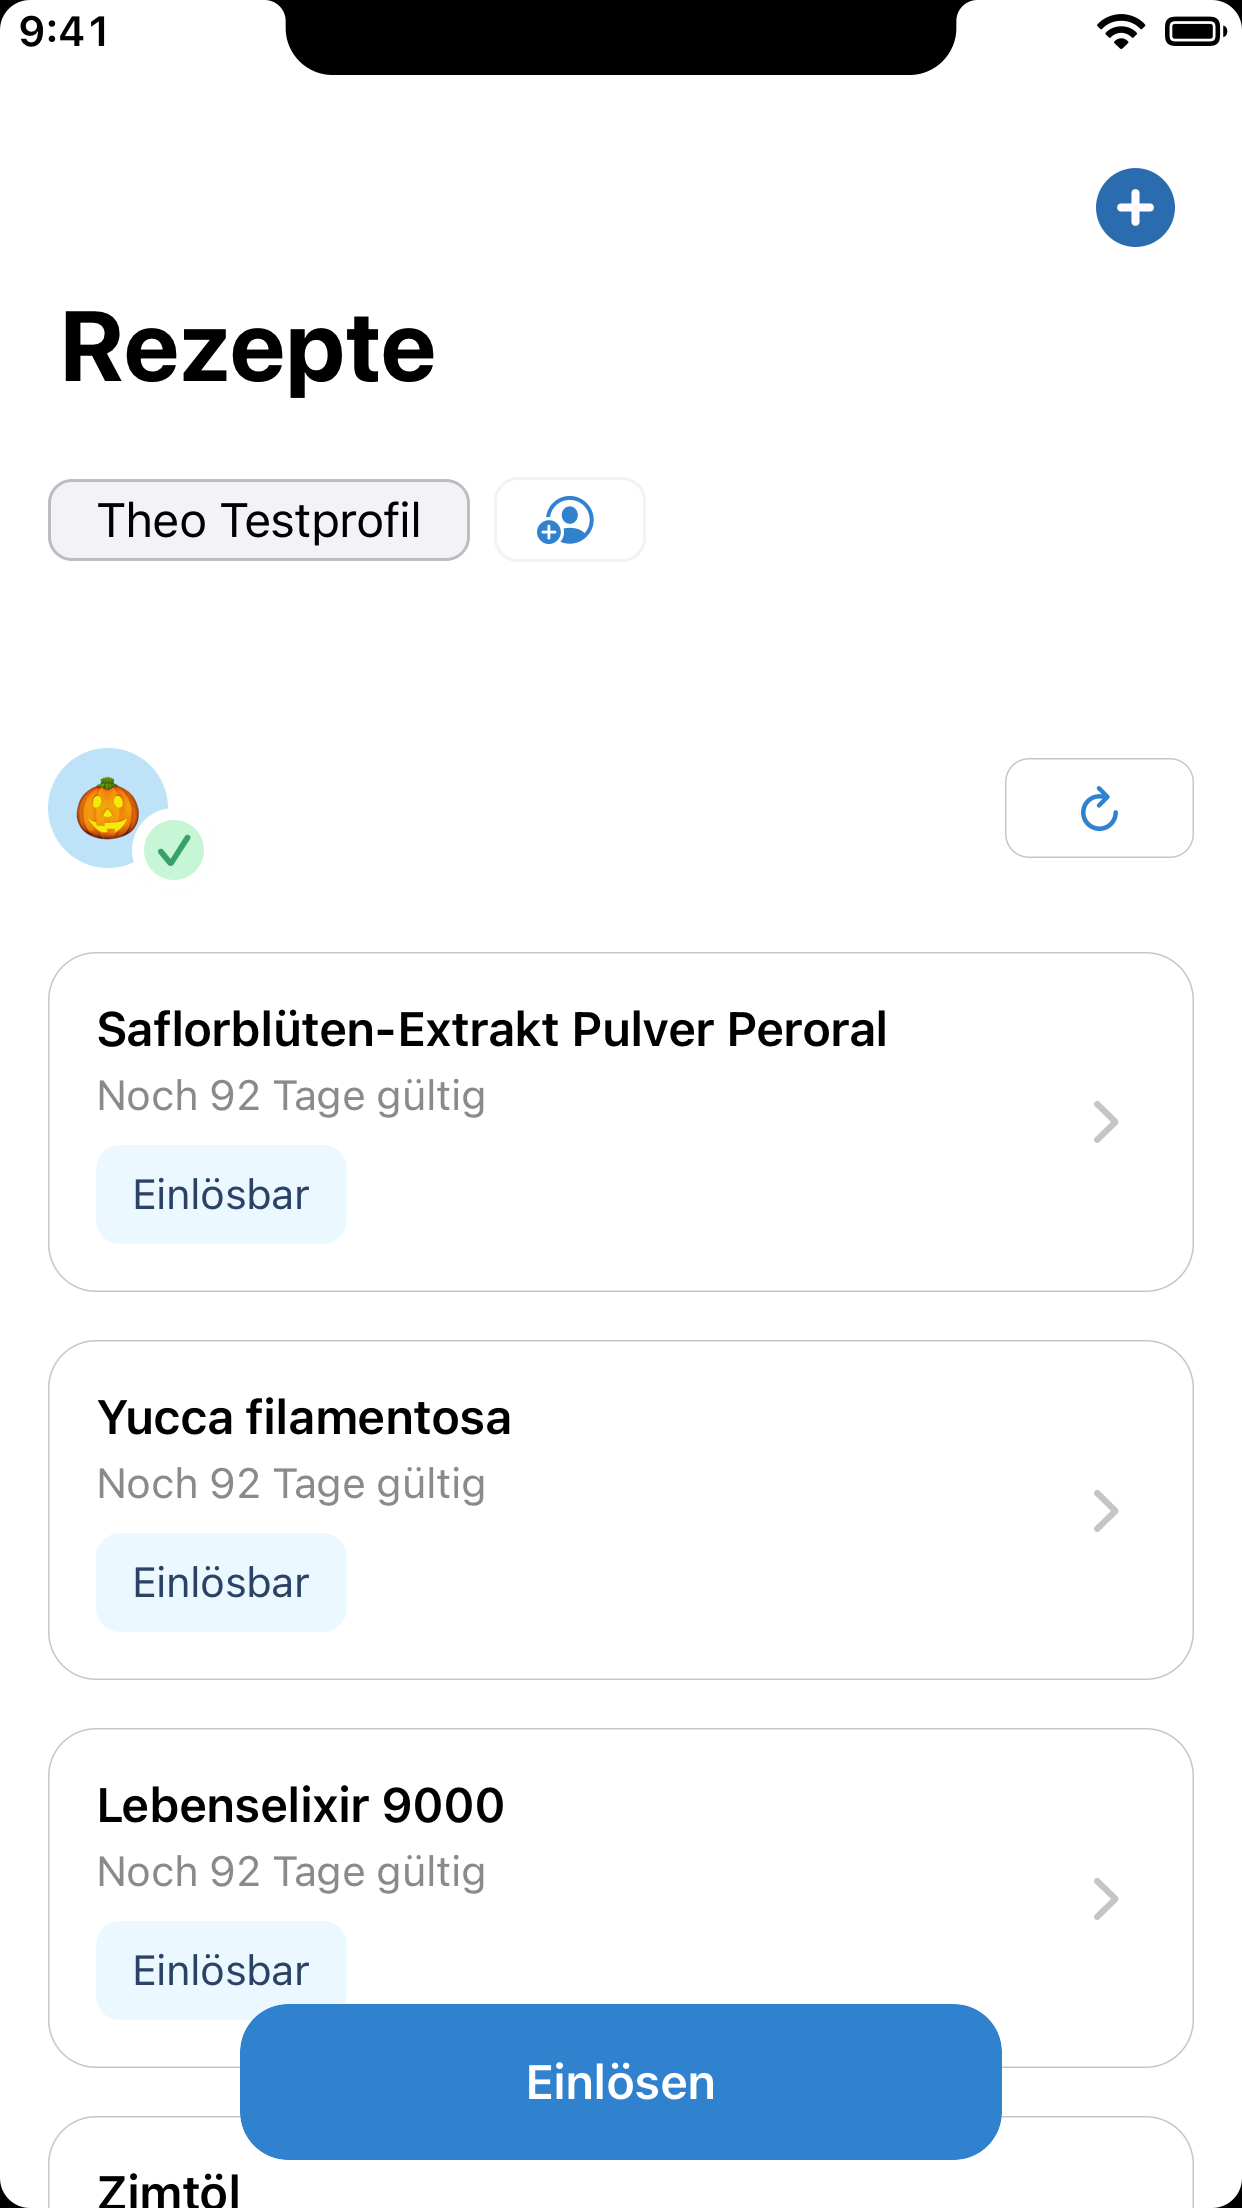 9:41
Rezepte
Theo Testprofil
Saflorblüten-Extrakt Pulver Peroral
Noch 92 Tage gültig
Einlösbar
Yucca filamentosa
Noch 92 Tage gültig
Einlösbar
Lebenselixir 9000
Noch 92 Tage gültig
Einlösbar
Einlösen
Zimtöl